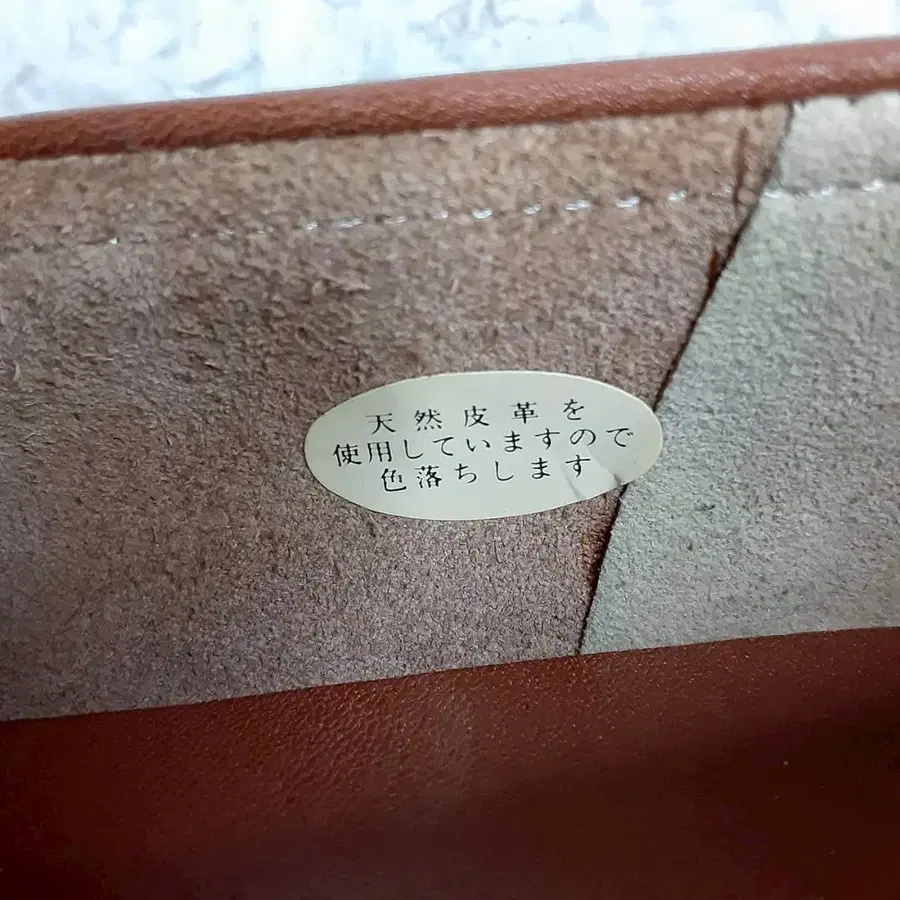 天然皮革を
使用していますので
色落ちします